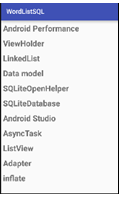 WordListSQL
Android Performance
ViewHolder
LinkedList
Data model
SQLiteOpenHelper
SQLiteDatabase
Android Studio
AsyncTask
ListView
Adapter
inflate